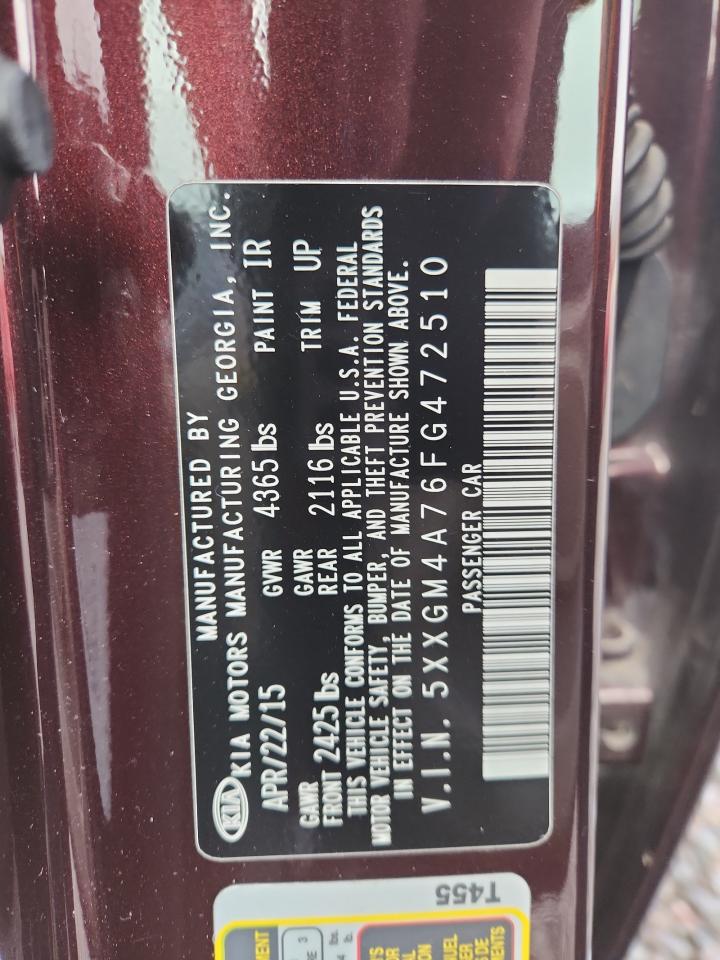 MANUFACTURED BY
KIA KIA MOTORS MANUFACTURING GEORGIA, INC.
APR/22/15 GVWR 4365 lbs PAINT IR
GAWR FRONT 2425 lbs GAWR REAR 2116 lbs TRIM UP
THIS VEHICLE CONFORMS TO ALL APPLICABLE U.S.A. FEDERAL
MOTOR VEHICLE SAFETY, BUMPER, AND THEFT PREVENTION STANDARDS
IN EFFECT ON THE DATE OF MANUFACTURE SHOWN ABOVE.
V.I.N. 5XXGM4A76FG472510
PASSENGER CAR
T455